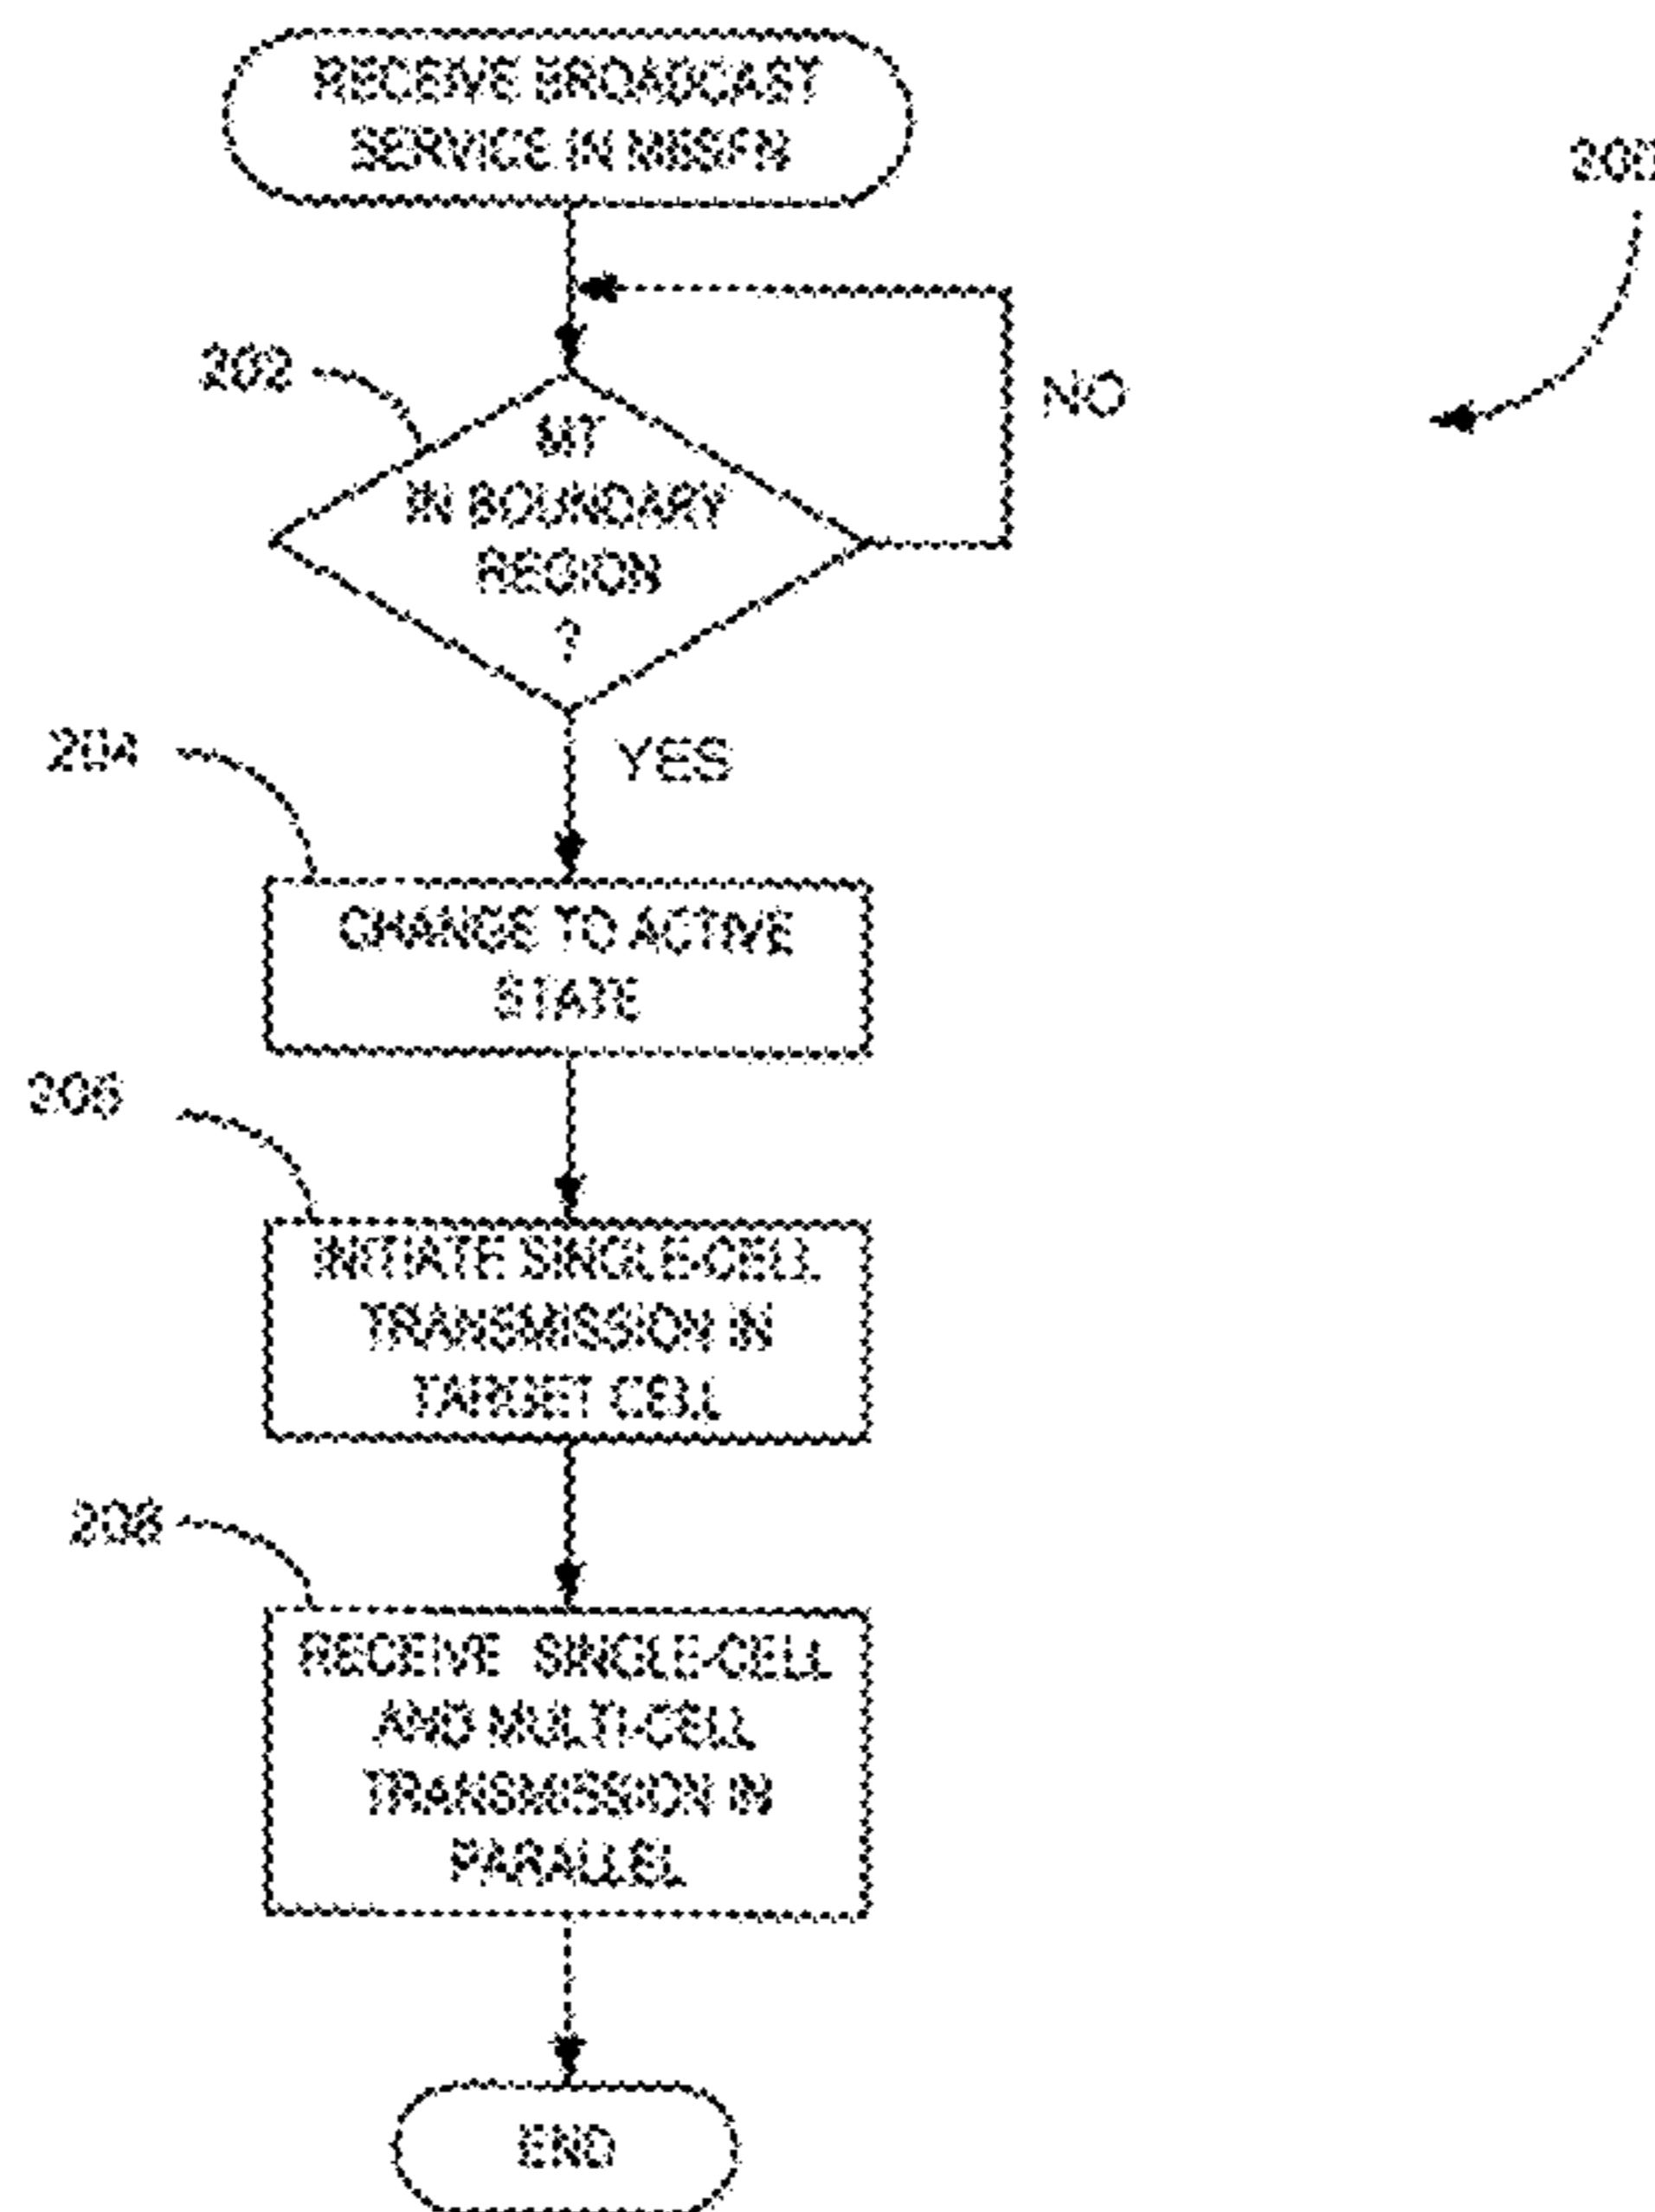 RECEIVE BROADCAST
SERVICE IN MBSFN
200
202
MT
IN BOUNDARY
REGION
?
NO
YES
204
CHANGE TO ACTIVE
STATE
206
INITIATE SINGLE-CELL
TRANSMISSION IN
TARGET CELL
208
RECEIVE SINGLE-CELL
AND MULTI-CELL
TRANSMISSION IN
PARALLEL
END